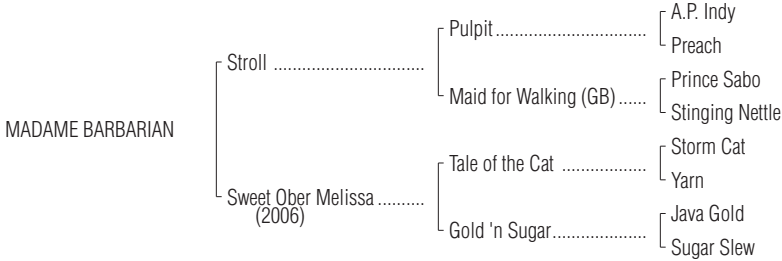 A.P. Indy
Pulpit...............................
Preach
Stroll ...............................
Prince Sabo
Maid for Walking (GB)......
Stinging Nettle
MADAME BARBARIAN
Storm Cat
Tale of the Cat .................
Yarn
Sweet Ober Melissa..........
(2006)
Java Gold
Gold 'n Sugar...................
Sugar Slew